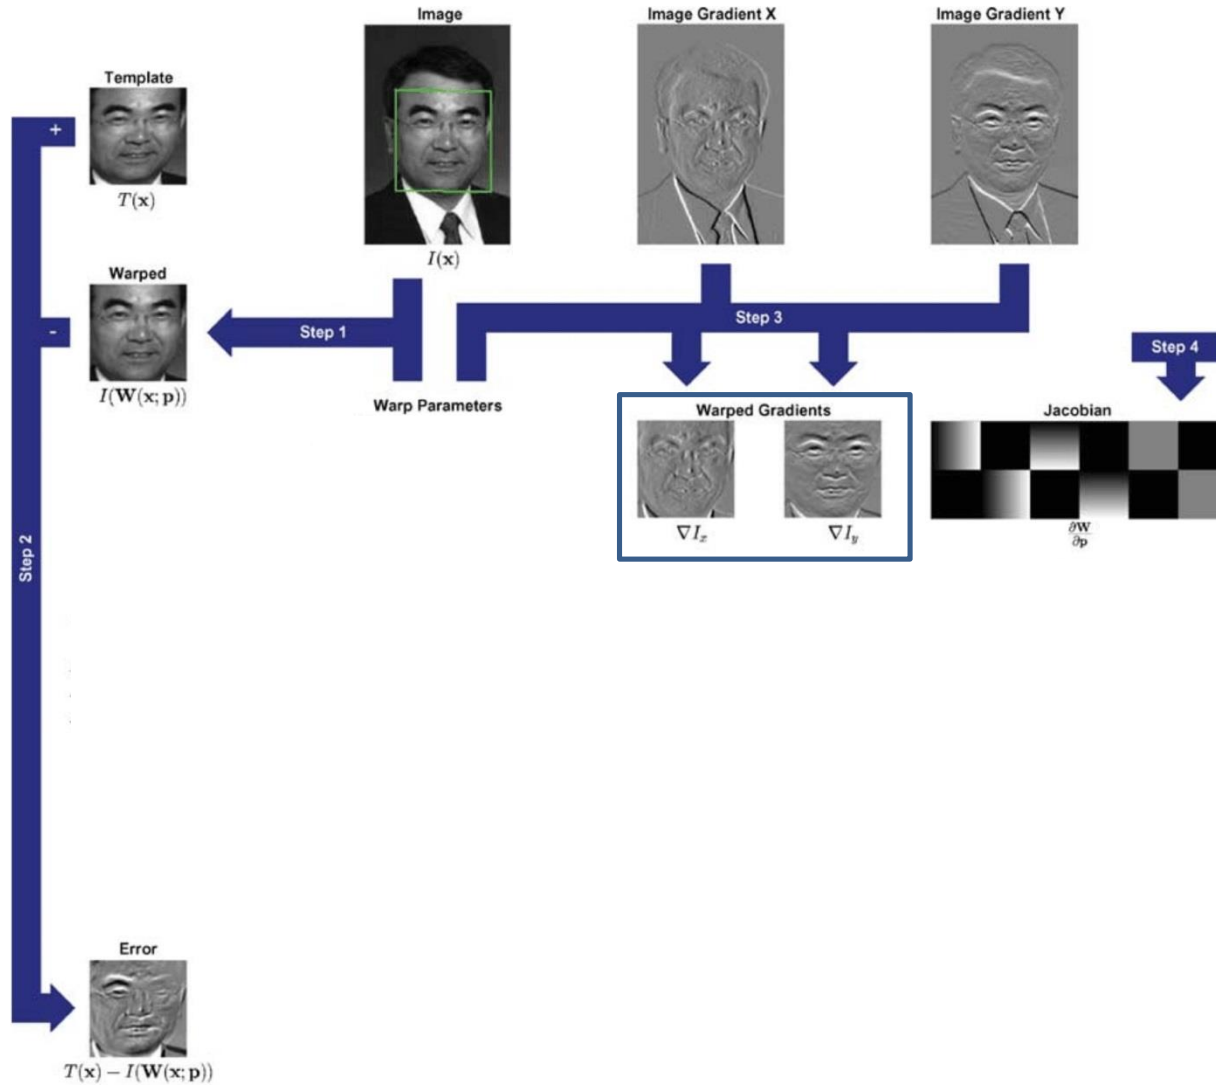 Image
Image Gradient X
Image Gradient Y
Template
+
T(x)
I(x)
Warped
-
I(W(x; p))
Step 1
Step 3
Step 4
Warp Parameters
Warped Gradients
∇I_x
∇I_y
Jacobian
∂W
∂p
Step 2
Error
T(x) − I(W(x; p))